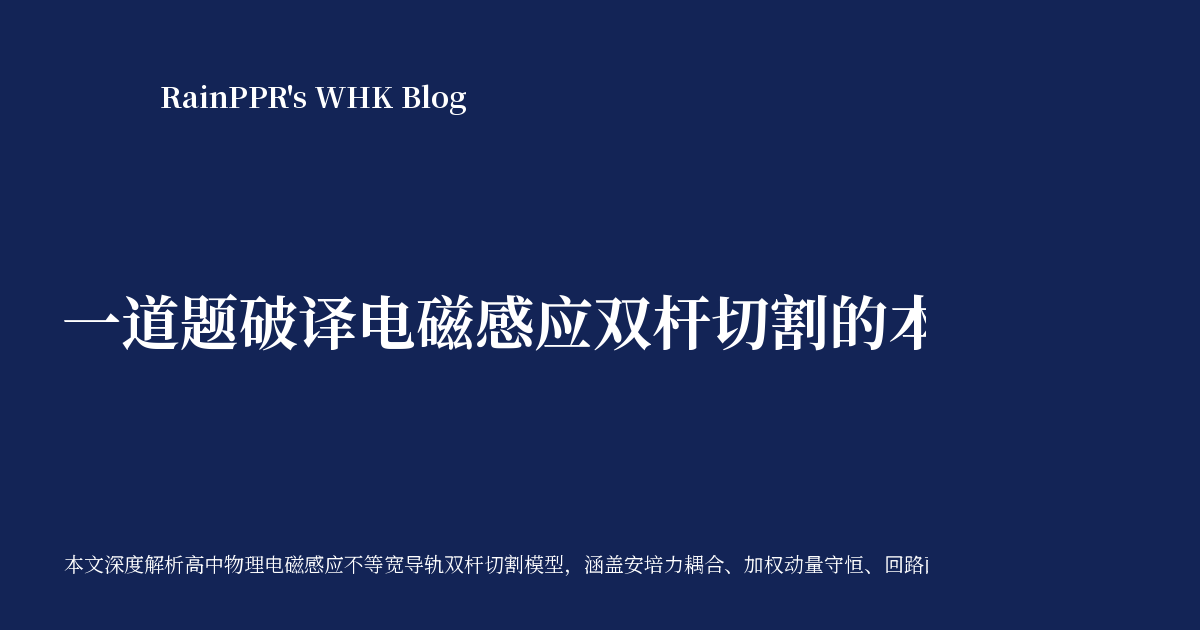 RainPPR's WHK Blog
一道题破译电磁感应双杆切割的本
本文深度解析高中物理电磁感应不等宽导轨双杆切割模型，涵盖安培力耦合、加权动量守恒、回路